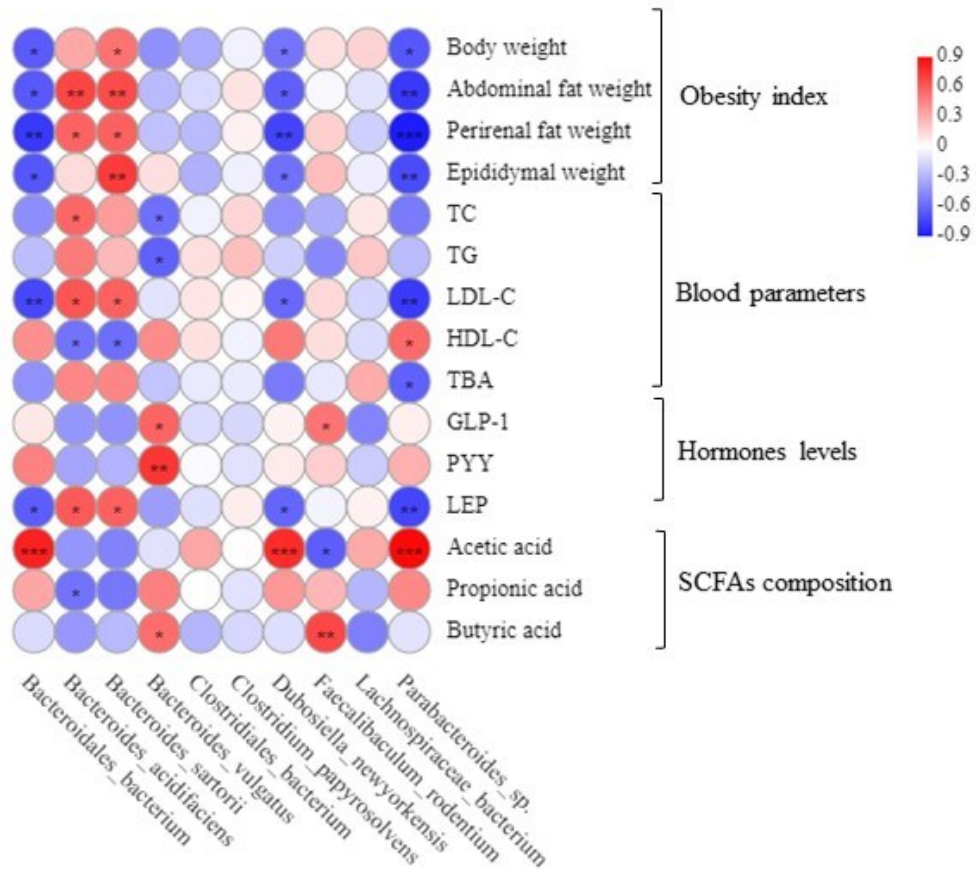 * * * * *
Body weight
* ** ** * **
Abdominal fat weight
** * * ** ***
Perirenal fat weight
* ** * **
Epididymal weight
Obesity index
* *
TC
*
TG
** * * * **
LDL-C
* * *
HDL-C
*
TBA
Blood parameters
* *
GLP-1
**
PYY
* * * * **
LEP
Hormones levels
*** *** * ***
Acetic acid
*
Propionic acid
* **
Butyric acid
SCFAs composition
0.9
0.6
0.3
0
-0.3
-0.6
-0.9
Bacteroidales_bacterium
Bacteroides_acidifaciens
Bacteroides_sartorii
Bacteroides_vulgatus
Clostridiales_bacterium
Clostridium_papyrosolvens
Dubosiella_newyorkensis
Faecalibaculum_rodentium
Lachnospiraceae_bacterium
Parabacteroides_sp.